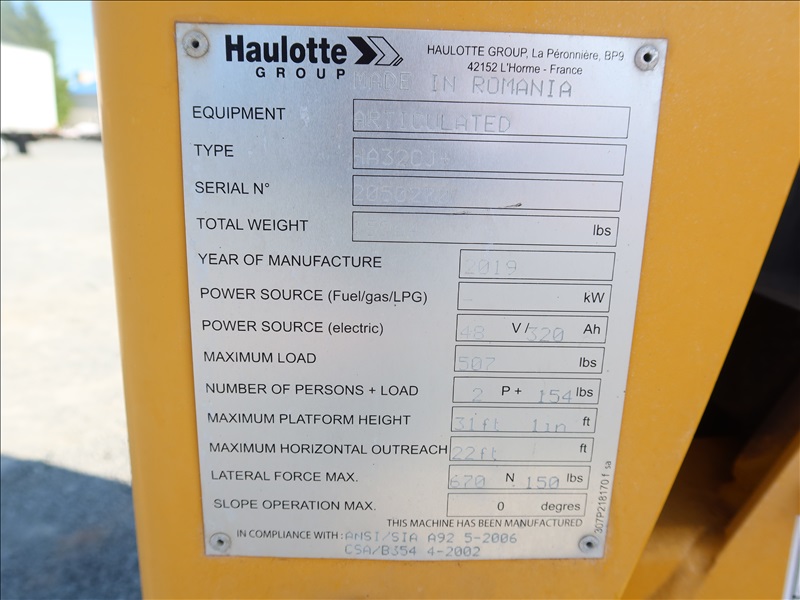 Haulotte
GROUP
HAULOTTE GROUP, La Péronnière, BP9
42152 L'Horme - France
MADE IN ROMANIA
EQUIPMENT ARTICULATED
TYPE
SERIAL N°
TOTAL WEIGHT lbs
YEAR OF MANUFACTURE 2019
POWER SOURCE (Fuel/gas/LPG) - kW
POWER SOURCE (electric) 48 V/320 Ah
MAXIMUM LOAD 507 lbs
NUMBER OF PERSONS + LOAD 2 P + 154 lbs
MAXIMUM PLATFORM HEIGHT 31ft 1in ft
MAXIMUM HORIZONTAL OUTREACH 22ft ft
LATERAL FORCE MAX. 670 N 150 lbs
SLOPE OPERATION MAX. 0 degres
THIS MACHINE HAS BEEN MANUFACTURED
IN COMPLIANCE WITH : ANSI/SIA A92 5-2006
CSA/B354 4-2002
307P218170 f sa